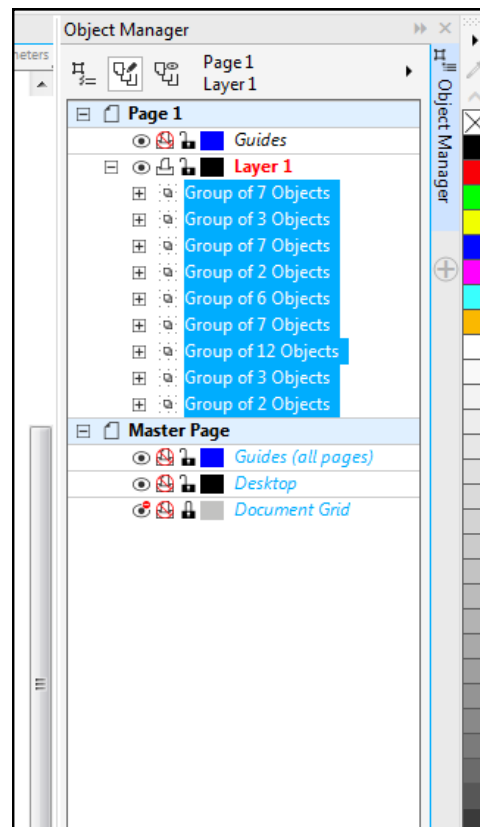 Object Manager
neters
Page 1
Layer 1
Object Manager
Page 1
Guides
Layer 1
Group of 7 Objects
Group of 3 Objects
Group of 7 Objects
Group of 2 Objects
Group of 6 Objects
Group of 7 Objects
Group of 12 Objects
Group of 3 Objects
Group of 2 Objects
Master Page
Guides (all pages)
Desktop
Document Grid